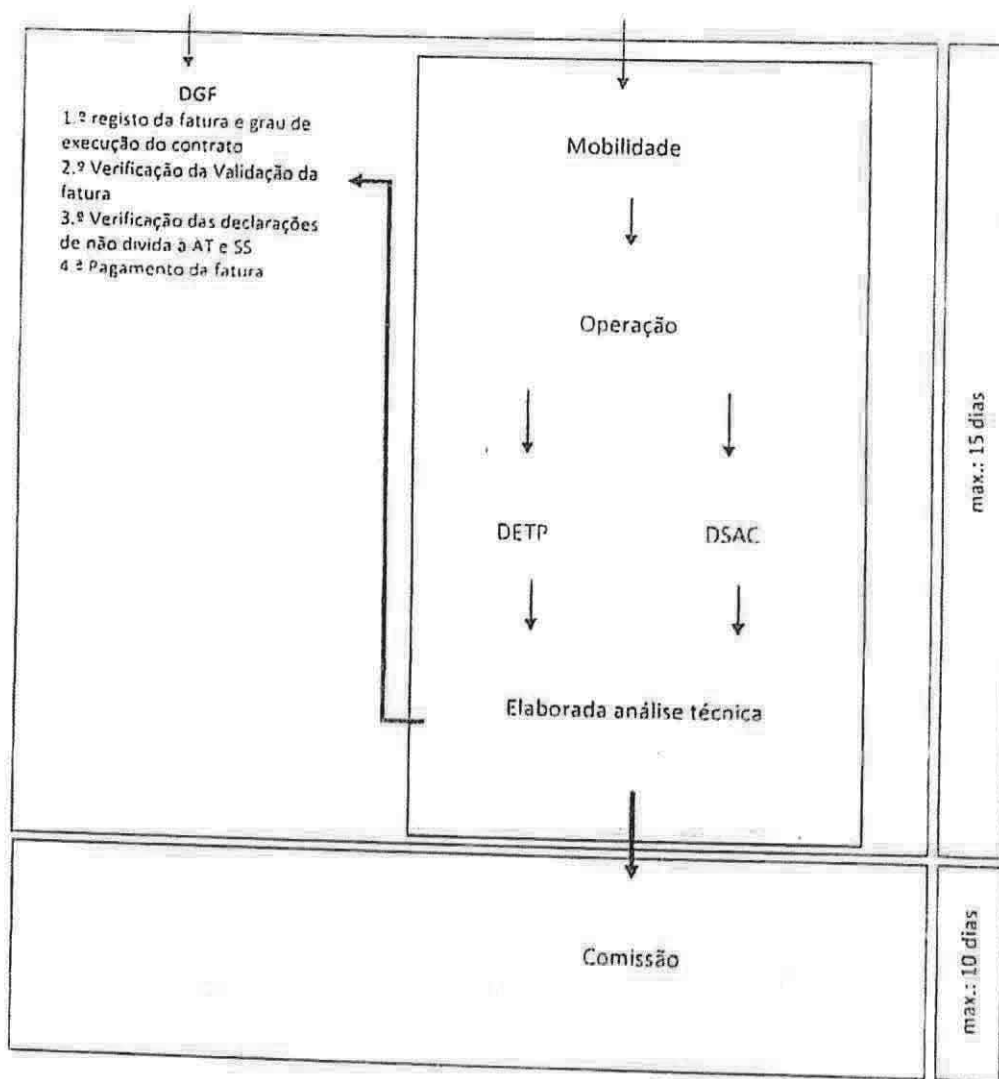 DGF
1.º registo da fatura e grau de
execução do contrato
2.º Verificação da Validação da
fatura
3.º Verificação das declarações
de não divida à AT e SS
4.º Pagamento da fatura
Mobilidade
Operação
DETP
DSAC
Elaborada análise técnica
max.: 15 dias
Comissão
max.: 10 dias